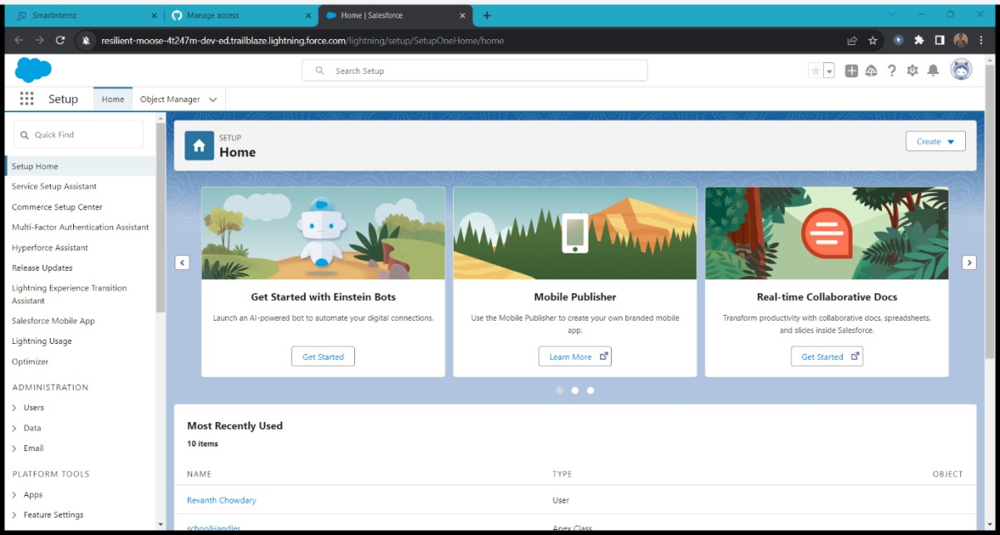 Smartinternz
Manage access
Home | Salesforce
resilient-moose-4t247m-dev-ed.trailblaze.lightning.force.com/lightning/setup/SetupOneHome/home
Search Setup
Setup
Home
Object Manager
Quick Find
Setup Home
Service Setup Assistant
Commerce Setup Center
Multi-Factor Authentication Assistant
Hyperforce Assistant
Release Updates
Lightning Experience Transition
Assistant
Salesforce Mobile App
Lightning Usage
Optimizer
ADMINISTRATION
Users
Data
Email
PLATFORM TOOLS
Apps
Feature Settings
SETUP
Home
Create
Get Started with Einstein Bots
Launch an AI-powered bot to automate your digital connections.
Get Started
Mobile Publisher
Use the Mobile Publisher to create your own branded mobile
app.
Learn More
Real-time Collaborative Docs
Transform productivity with collaborative docs, spreadsheets,
and slides inside Salesforce.
Get Started
Most Recently Used
10 items
NAME TYPE OBJECT
Revanth Chowdary User
schoolHandler Apex Class